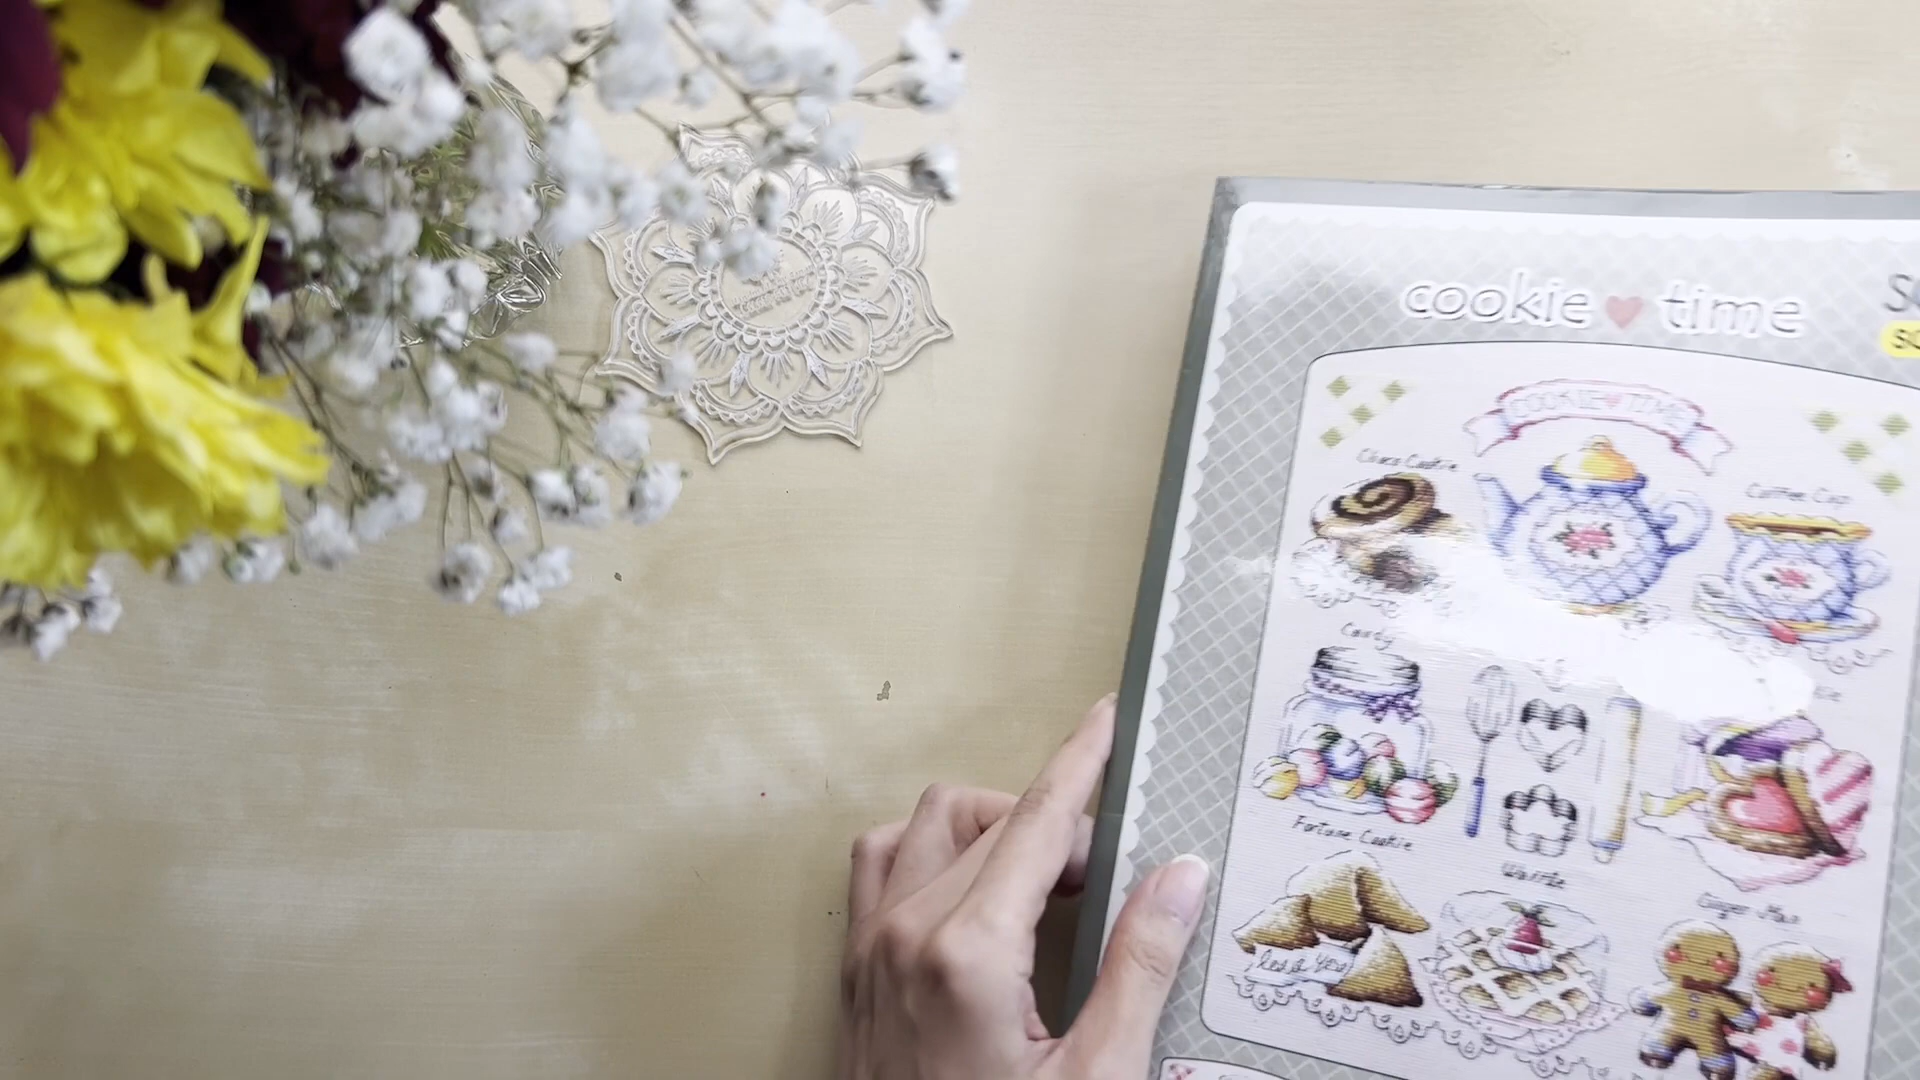 cookie ♥ time
COOKIE ♥ TIME
Choco Cookie
Coffee Cup
Candy
Fortune Cookie
Waffle
Ginger Man